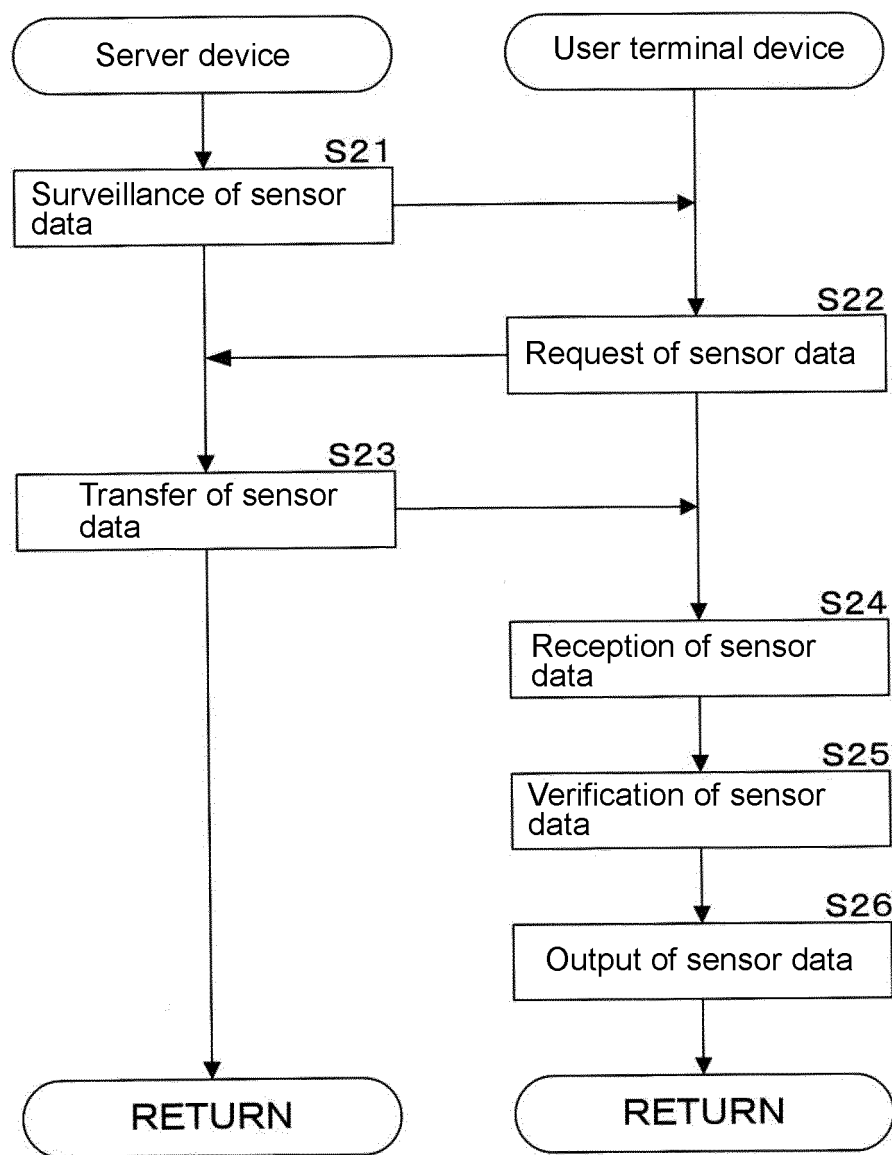 Server device
User terminal device
S21
Surveillance of sensor
data
S22
Request of sensor data
S23
Transfer of sensor
data
S24
Reception of sensor
data
S25
Verification of sensor
data
S26
Output of sensor data
RETURN
RETURN